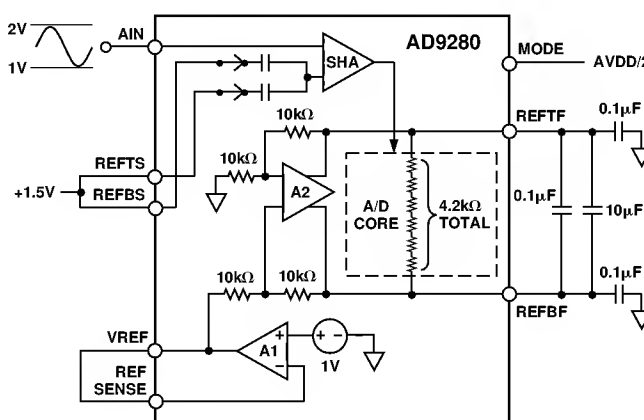 2V
1V
AIN
AD9280
SHA
MODE
AVDD/2
REFTF
0.1µF
10kΩ
10kΩ
REFTS
REFBS
+1.5V
A2
A/D
CORE
4.2kΩ
TOTAL
0.1µF
10µF
0.1µF
10kΩ
10kΩ
REFBF
VREF
REF
SENSE
A1
+
−
+ −
1V